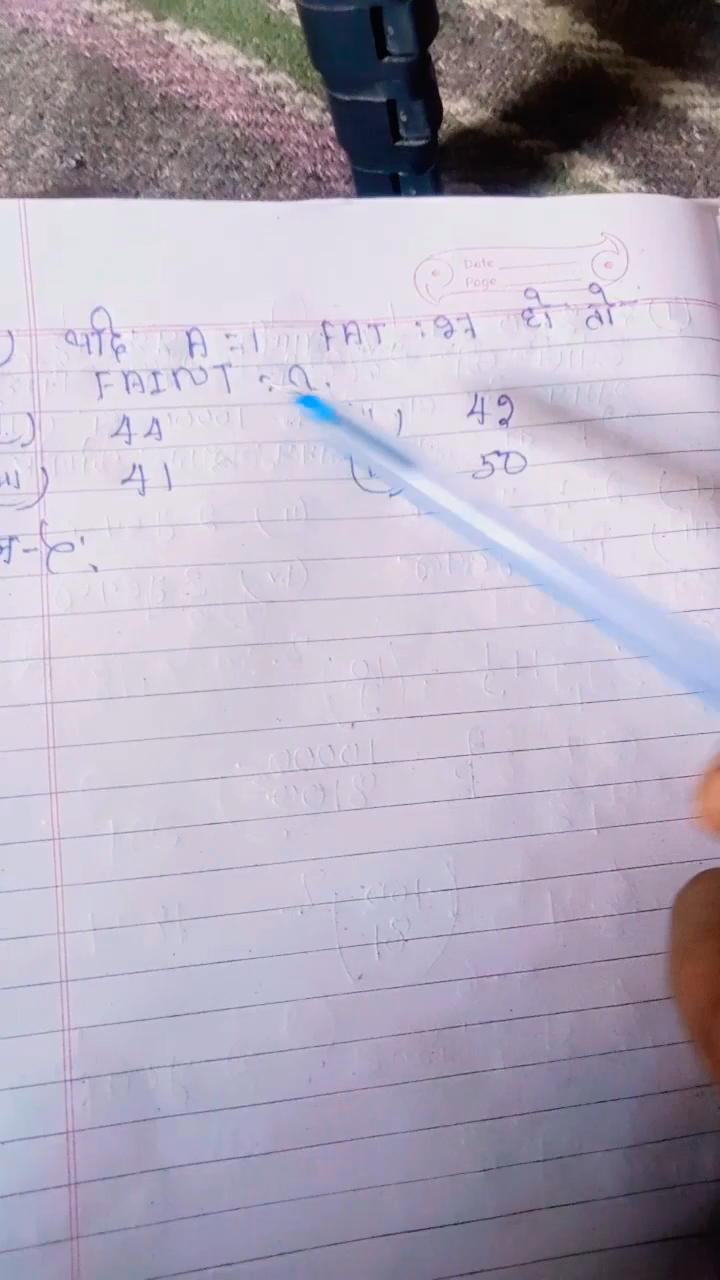 Date
Page
यदि A = 1 FAT = 27 हो तो
FAINT = ?
44 42
41 50